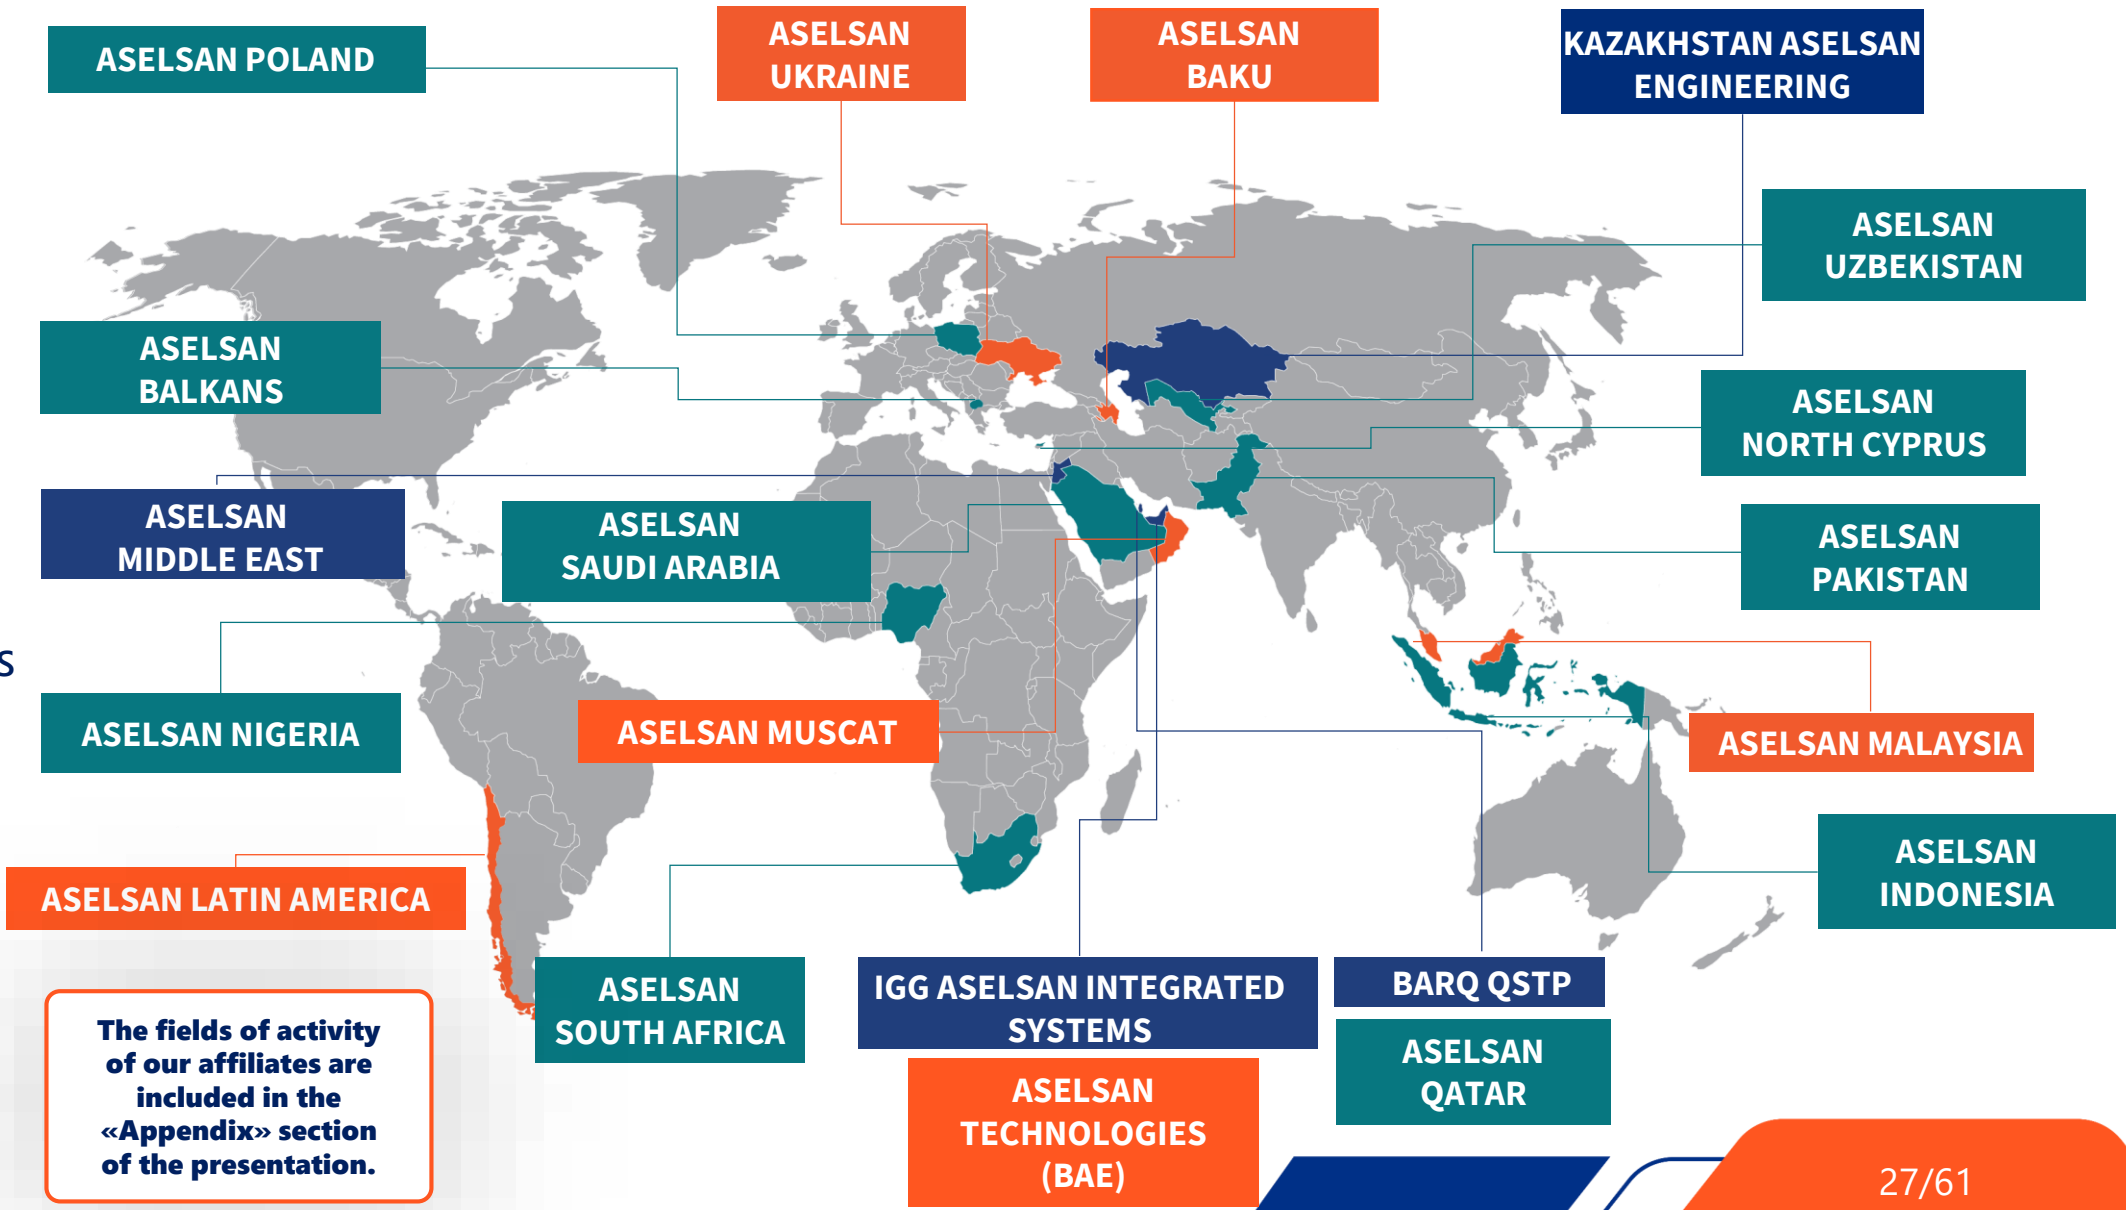 ASELSAN POLAND
ASELSAN
UKRAINE
ASELSAN
BAKU
KAZAKHSTAN ASELSAN
ENGINEERING
ASELSAN
UZBEKISTAN
ASELSAN
BALKANS
ASELSAN
NORTH CYPRUS
ASELSAN
MIDDLE EAST
ASELSAN
SAUDI ARABIA
ASELSAN
PAKISTAN
S
ASELSAN NIGERIA
ASELSAN MUSCAT
ASELSAN MALAYSIA
ASELSAN LATIN AMERICA
ASELSAN
INDONESIA
ASELSAN
SOUTH AFRICA
IGG ASELSAN INTEGRATED
SYSTEMS
BARQ QSTP
ASELSAN
QATAR
ASELSAN
TECHNOLOGIES
(BAE)
The fields of activity
of our affiliates are
included in the
«Appendix» section
of the presentation.
27/61